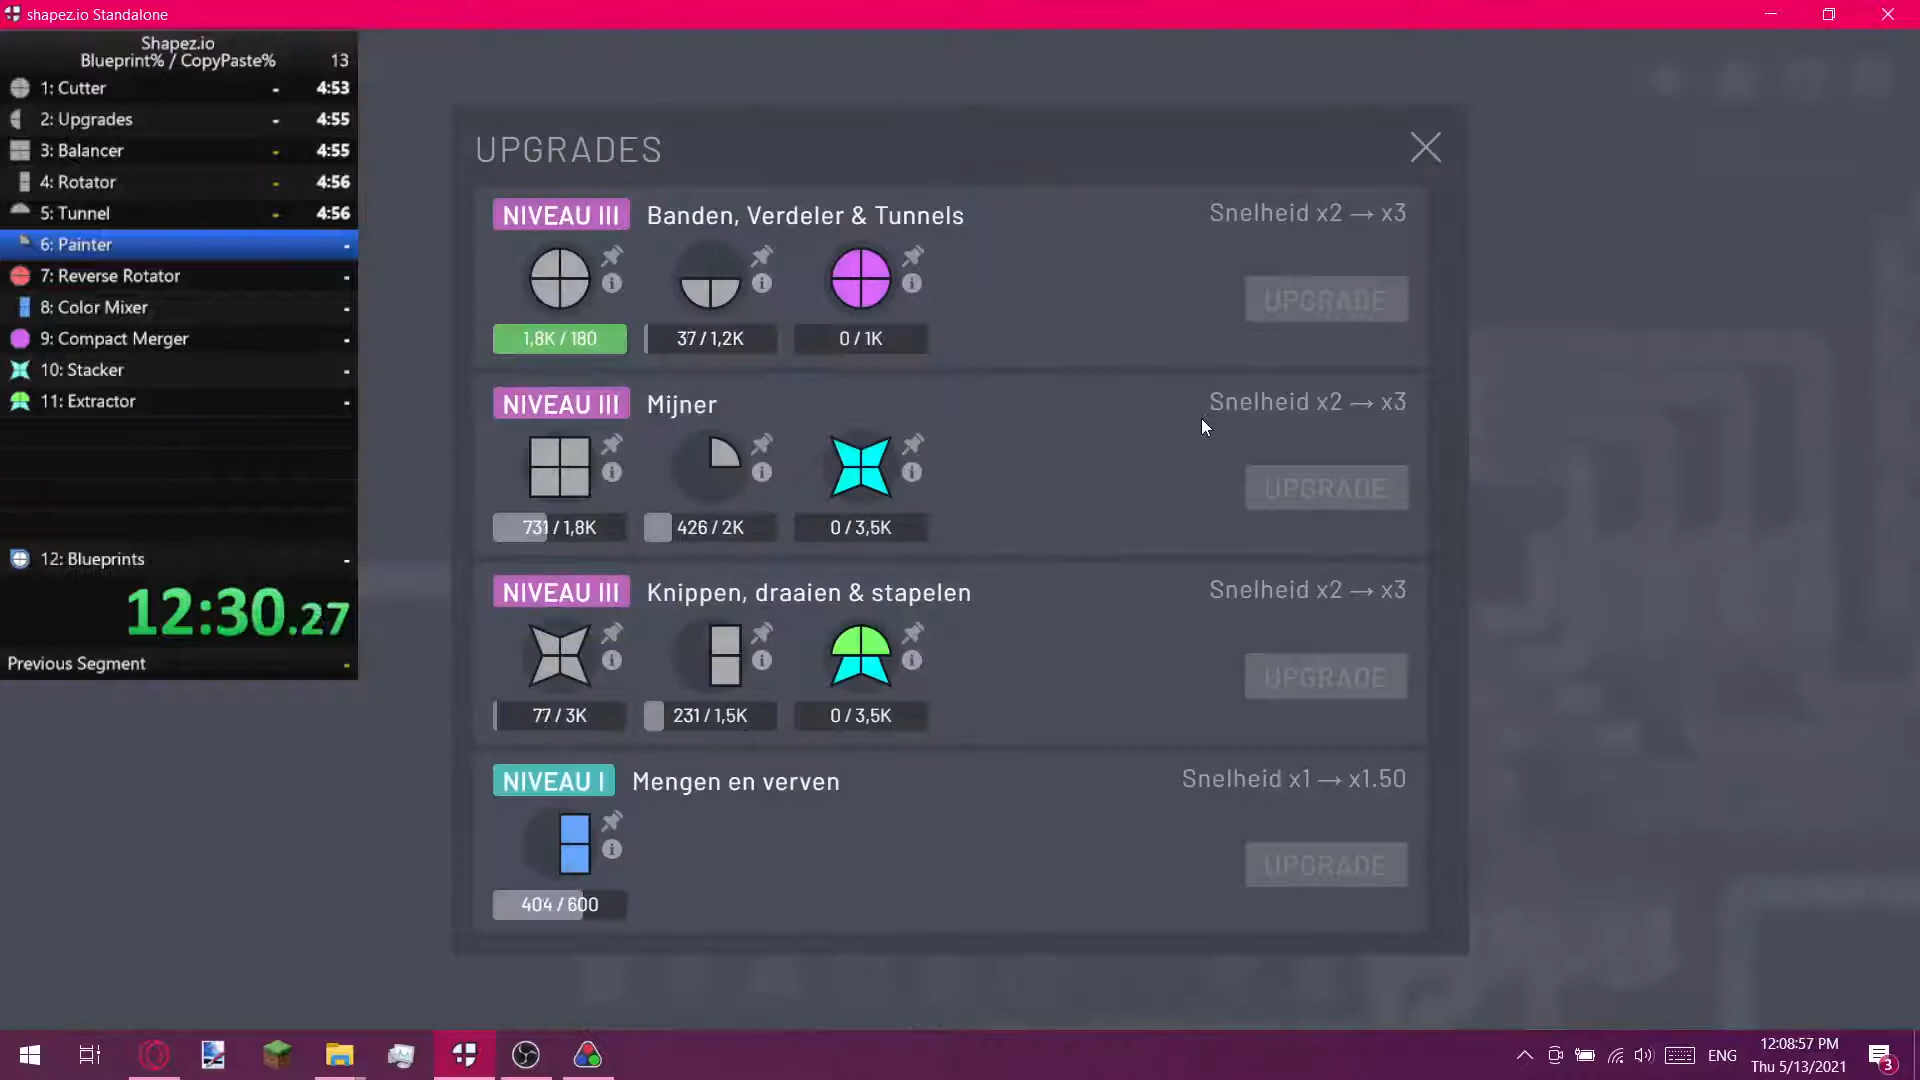 shapez.io Standalone
Shapez.io
Blueprint% / CopyPaste% 13
1: Cutter - 4:53
2: Upgrades - 4:55
3: Balancer - 4:55
4: Rotator - 4:56
5: Tunnel - 4:56
6: Painter -
7: Reverse Rotator -
8: Color Mixer -
9: Compact Merger -
10: Stacker -
11: Extractor -
12: Blueprints -
12:30.27
Previous Segment -
UPGRADES
NIVEAU III Banden, Verdeler & Tunnels Snelheid x2 → x3
UPGRADE
1,8K / 180 37 / 1,2K 0 / 1K
NIVEAU III Mijner Snelheid x2 → x3
UPGRADE
731 / 1,8K 426 / 2K 0 / 3,5K
NIVEAU III Knippen, draaien & stapelen Snelheid x2 → x3
UPGRADE
77 / 3K 231 / 1,5K 0 / 3,5K
NIVEAU I Mengen en verven Snelheid x1 → x1.50
UPGRADE
404 / 600
ENG
12:08:57 PM
Thu 5/13/2021
3